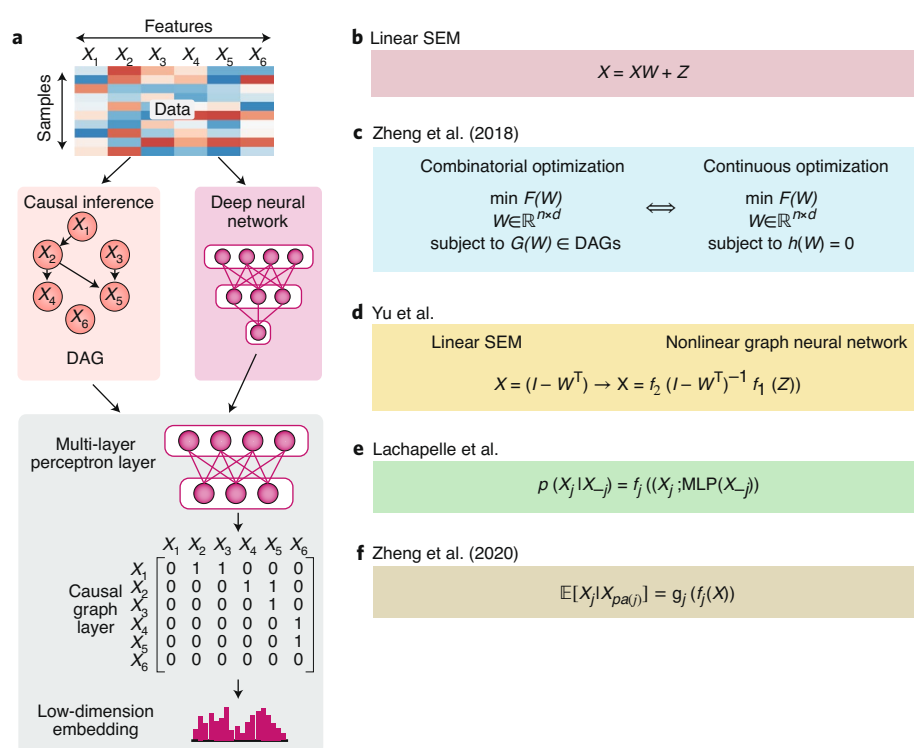 a
Features
X1 X2 X3 X4 X5 X6
Samples
Data
Causal inference
X1
X2
X3
X4
X5
X6
DAG
Deep neural
network
Multi-layer
perceptron layer
X1 X2 X3 X4 X5 X6
X1 0 1 1 0 0 0
X2 0 0 0 1 1 0
X3 0 0 0 0 1 0
X4 0 0 0 0 0 1
X5 0 0 0 0 0 1
X6 0 0 0 0 0 0
Causal
graph
layer
Low-dimension
embedding
b Linear SEM
X = XW + Z
c Zheng et al. (2018)
Combinatorial optimization
min F(W)
W∈ℝ^n×d
subject to G(W) ∈ DAGs
⟺
Continuous optimization
min F(W)
W∈ℝ^n×d
subject to h(W) = 0
d Yu et al.
Linear SEM Nonlinear graph neural network
X = (I – W^T) → X = f2 (I – W^T)^–1 f1 (Z))
e Lachapelle et al.
p (Xj |X–j) = fj ((Xj ;MLP(X–j))
f Zheng et al. (2020)
𝔼[Xj|Xpa(j)] = gj (fj(X))